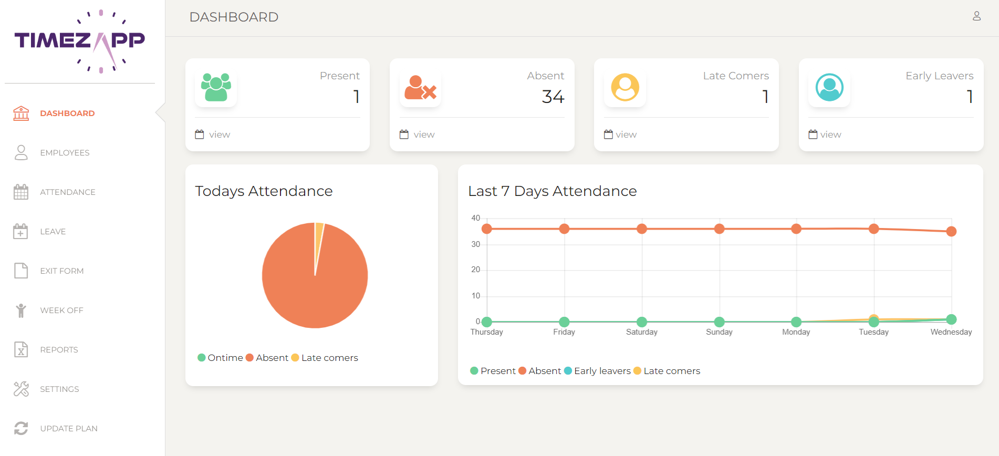 TIMEZAPP
DASHBOARD
EMPLOYEES
ATTENDANCE
LEAVE
EXIT FORM
WEEK OFF
REPORTS
SETTINGS
UPDATE PLAN
DASHBOARD
Present
1
view
Absent
34
view
Late Comers
1
view
Early Leavers
1
view
Todays Attendance
Ontime Absent Late comers
Last 7 Days Attendance
40
30
20
10
0
Thursday Friday Saturday Sunday Monday Tuesday Wednesday
Present Absent Early leavers Late comers